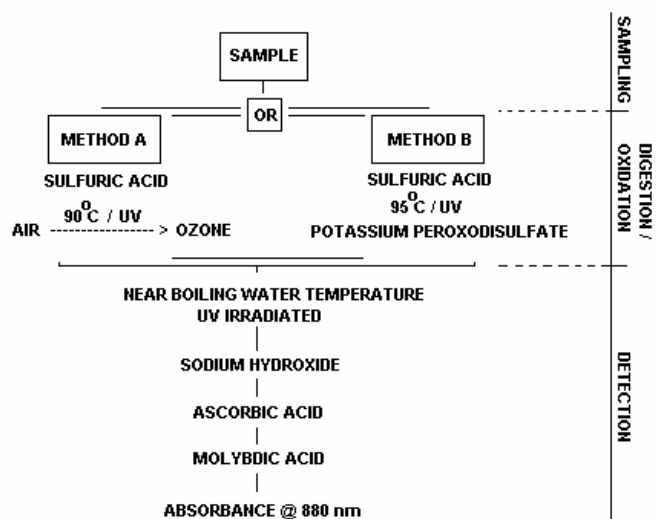 SAMPLE
OR
METHOD A
METHOD B
SULFURIC ACID
SULFURIC ACID
90°C / UV
95°C / UV
AIR ---------------> OZONE
POTASSIUM PEROXODISULFATE
NEAR BOILING WATER TEMPERATURE
UV IRRADIATED
SODIUM HYDROXIDE
ASCORBIC ACID
MOLYBDIC ACID
ABSORBANCE @ 880 nm
SAMPLING
DIGESTION /
OXIDATION
DETECTION